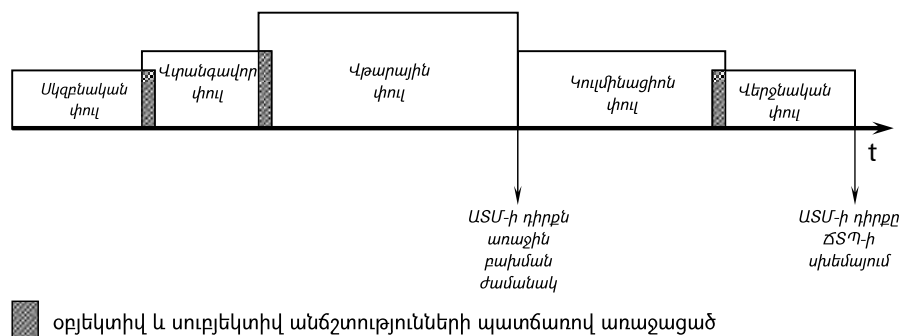 Սկզբնական
փուլ
Վտանգավոր
փուլ
Վթարային
փուլ
Կուլմինացիոն
փուլ
Վերջնական
փուլ
t
ԱՏՄ-ի դիրքն
առաջին
բախման
ժամանակ
ԱՏՄ-ի դիրքը
ՃՏՊ-ի
սխեմայում
օբյեկտիվ և սուբյեկտիվ անճշտությունների պատճառով առաջացած